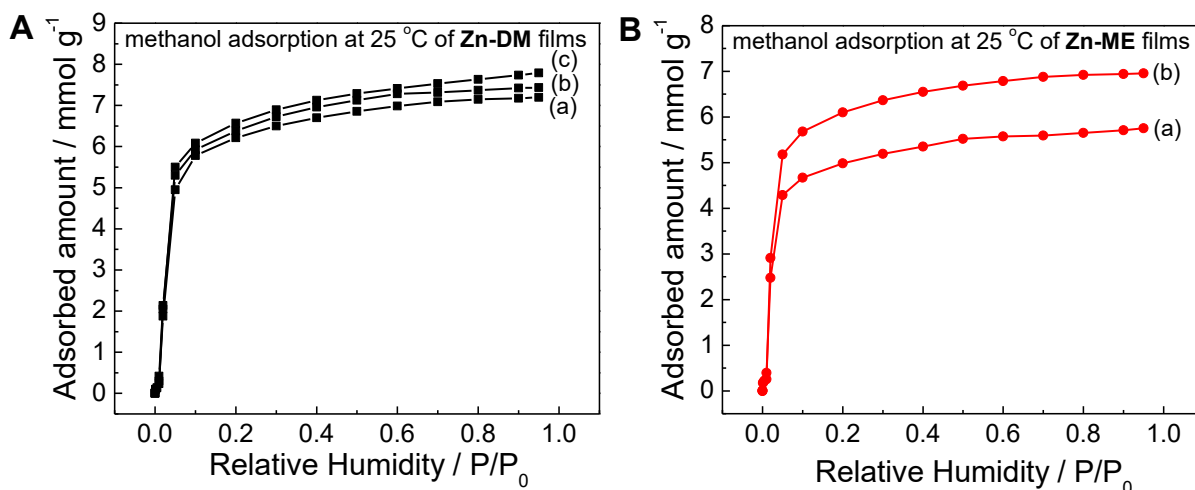 A
methanol adsorption at 25 °C of Zn-DM films
(c)
(b)
(a)
9
8
7
6
5
4
3
2
1
0
Adsorbed amount / mmol g⁻¹
0.0 0.2 0.4 0.6 0.8 1.0
Relative Humidity / P/P₀
B
methanol adsorption at 25 °C of Zn-ME films
(b)
(a)
8
7
6
5
4
3
2
1
0
Adsorbed amount / mmol g⁻¹
0.0 0.2 0.4 0.6 0.8 1.0
Relative Humidity / P/P₀